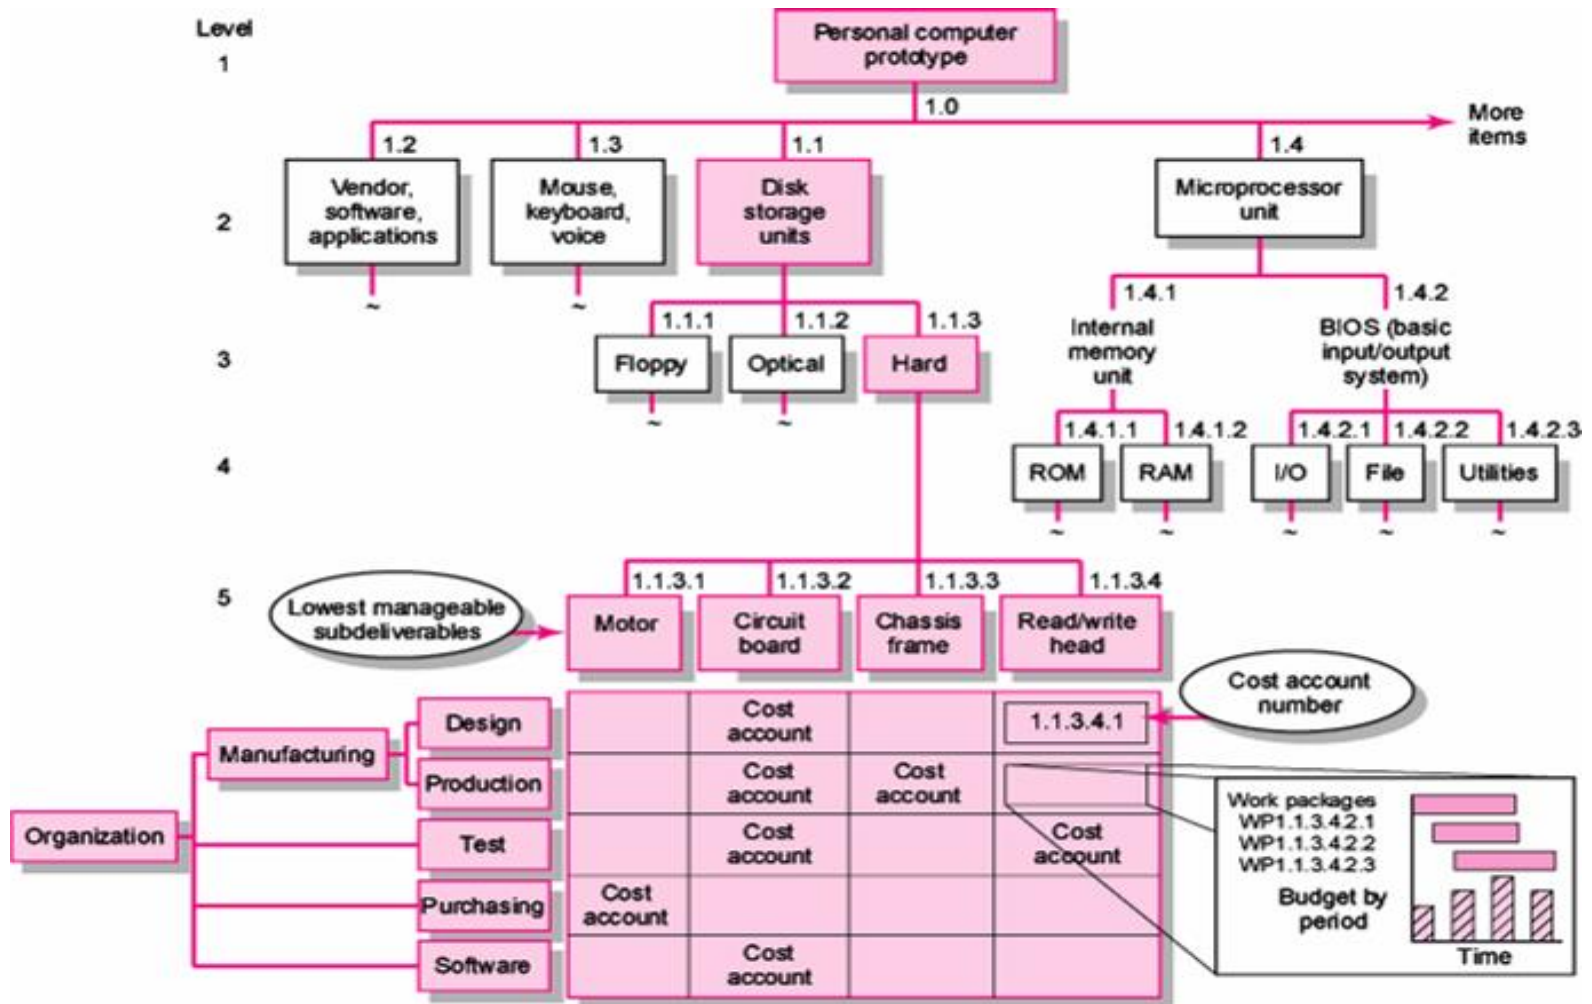 Level
1
2
3
4
5
Personal computer
prototype
1.0
More
items
1.2
Vendor,
software,
applications
~
1.3
Mouse,
keyboard,
voice
~
1.1
Disk
storage
units
1.4
Microprocessor
unit
1.1.1
Floppy
~
1.1.2
Optical
~
1.1.3
Hard
1.4.1
Internal
memory
unit
1.4.2
BIOS (basic
input/output
system)
1.4.1.1
ROM
~
1.4.1.2
RAM
~
1.4.2.1
I/O
~
1.4.2.2
File
~
1.4.2.3
Utilities
~
Lowest manageable
subdeliverables
1.1.3.1
Motor
1.1.3.2
Circuit
board
1.1.3.3
Chassis
frame
1.1.3.4
Read/write
head
Cost account
number
Organization
Manufacturing
Design
Cost
account
1.1.3.4.1
Production
Cost
account
Cost
account
Test
Cost
account
Cost
account
Purchasing
Cost
account
Software
Cost
account
Work packages
WP1.1.3.4.2.1
WP1.1.3.4.2.2
WP1.1.3.4.2.3
Budget by
period
Time